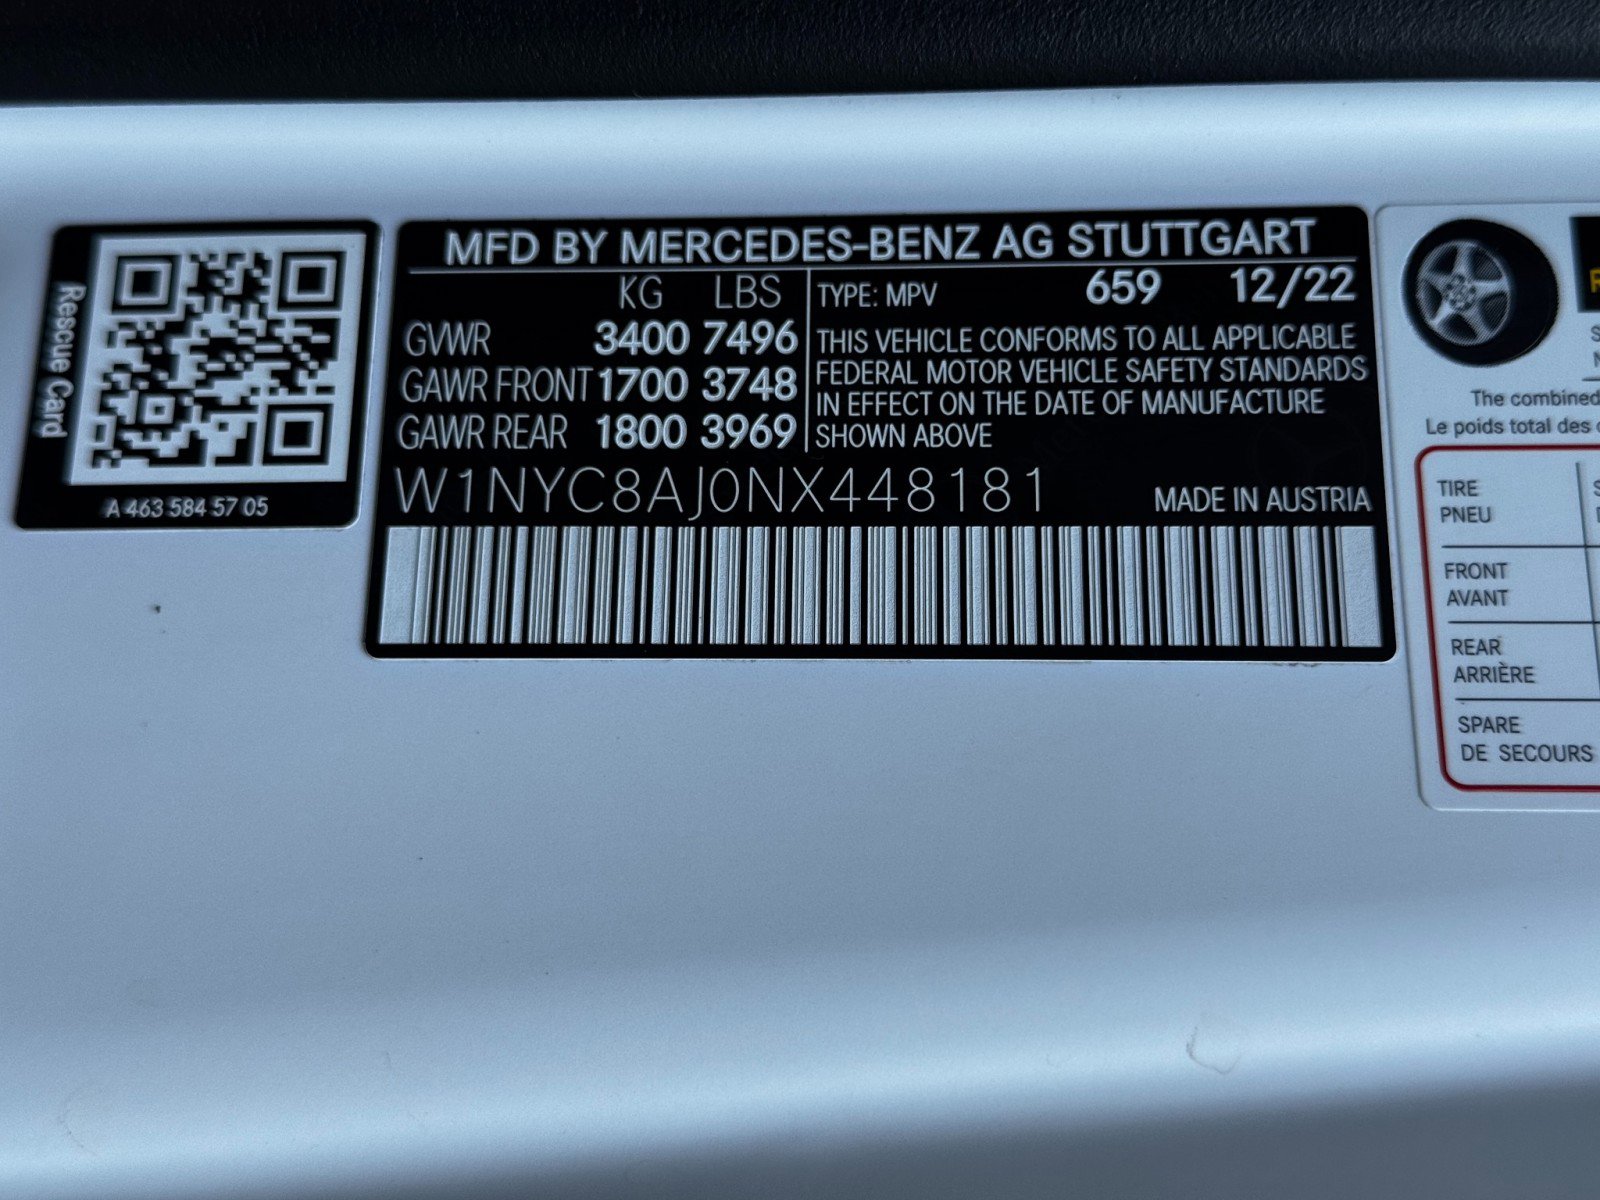 Rescue Card
A 463 584 57 05
MFD BY MERCEDES-BENZ AG STUTTGART
KG LBS
GVWR 3400 7496
GAWR FRONT 1700 3748
GAWR REAR 1800 3969
TYPE: MPV 659 12/22
THIS VEHICLE CONFORMS TO ALL APPLICABLE
FEDERAL MOTOR VEHICLE SAFETY STANDARDS
IN EFFECT ON THE DATE OF MANUFACTURE
SHOWN ABOVE
W1NYC8AJ0NX448181 MADE IN AUSTRIA
The combined
Le poids total des
TIRE
PNEU
FRONT
AVANT
REAR
ARRIÈRE
SPARE
DE SECOURS